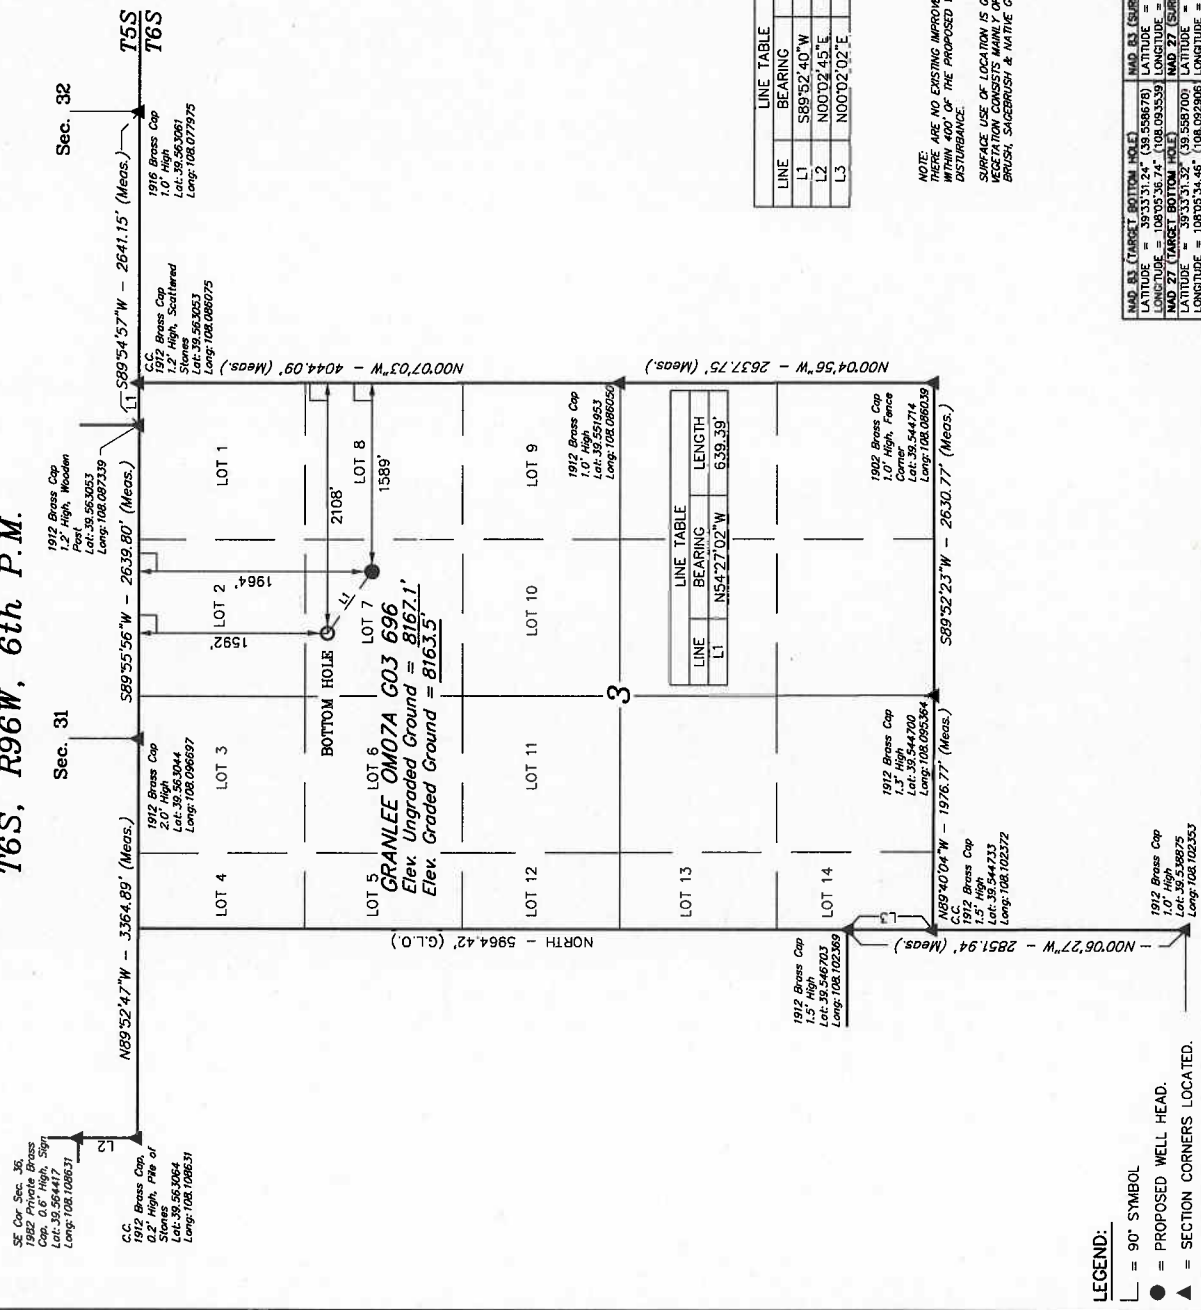 T6S, R96W, 6th P.M.
SE Cor Sec. 36,
1982 Private Brass
Cap, 0.6' High, Sign
Lat: 39.564417
Long: 108.108631
L2
C.C.
1912 Brass Cap,
0.2' High, Pile of
Stones
Lat: 39.563064
Long: 108.108631
N89°52'47"W - 3364.89' (Meas.)
Sec. 31
1912 Brass Cap
2.0' High
Lat: 39.563044
Long: 108.096697
S89°55'56"W - 2639.80' (Meas.)
1912 Brass Cap
1.2' High, Wooden
Post
Lat: 39.563053
Long: 108.087339
L1
S89°54'57"W - 2641.15' (Meas.)
C.C.
1912 Brass Cap
1.2' High, Scattered
Stones
Lat: 39.563053
Long: 108.086075
Sec. 32
1916 Brass Cap
1.0' High
Lat: 39.563061
Long: 108.077975
T5S
T6S
LOT 4
LOT 3
LOT 2
LOT 1
1592'
1964'
2108'
1589'
BOTTOM HOLE
L1
LOT 5
LOT 6
LOT 7
LOT 8
GRANLEE OM07A G03 696
Elev. Ungraded Ground = 8167.1'
Elev. Graded Ground = 8163.5'
NORTH - 5964.42' (G.L.O.)
N00°07'03"W - 4044.09' (Meas.)
LOT 12
LOT 11
LOT 10
LOT 9
1912 Brass Cap
1.0' High
Lat: 39.551953
Long: 108.086050
3
N00°04'56"W - 2637.75' (Meas.)
LOT 13
LOT 14
LINE TABLE
LINE BEARING LENGTH
L1 N54°27'02"W 639.39'
1912 Brass Cap
1.5' High
Lat: 39.546703
Long: 108.102369
L3
1912 Brass Cap
1.3' High
Lat: 39.544700
Long: 108.095364
1902 Brass Cap
1.0' High, Fence
Corner
Lat: 39.544714
Long: 108.086039
N89°40'04"W - 1976.77' (Meas.)
S89°52'23"W - 2630.77' (Meas.)
C.C.
1912 Brass Cap
1.5' High
Lat: 39.544733
Long: 108.102372
N00°06'27"W - 2851.94' (Meas.)
1912 Brass Cap
1.0' High
Lat: 39.538875
Long: 108.102353
LINE TABLE
LINE BEARING
L1 S89°52'40"W
L2 N00°02'45"E
L3 N00°02'02"E
NOTE:
THERE ARE NO EXISTING
WITHIN 400' OF THE PROPOSED
DISTURBANCE.
SURFACE USE OF LOCATION IS
VEGETATION CONSISTS MAINLY
BRUSH, SAGEBRUSH & NATIVE
LEGEND:
= 90° SYMBOL
= PROPOSED WELL HEAD.
= SECTION CORNERS LOCATED.
NAD 83 (TARGET BOTTOM HOLE) NAD 83
LATITUDE = 39°33'31.24" (39.558678) LATITUDE =
LONGITUDE = 108°05'36.74" (108.093539) LONGITUDE =
NAD 27 (TARGET BOTTOM HOLE) NAD 27
LATITUDE = 39°33'31.32" (39.558700) LATITUDE =
LONGITUDE = 108°05'34.46" (108.092906) LONGITUDE =